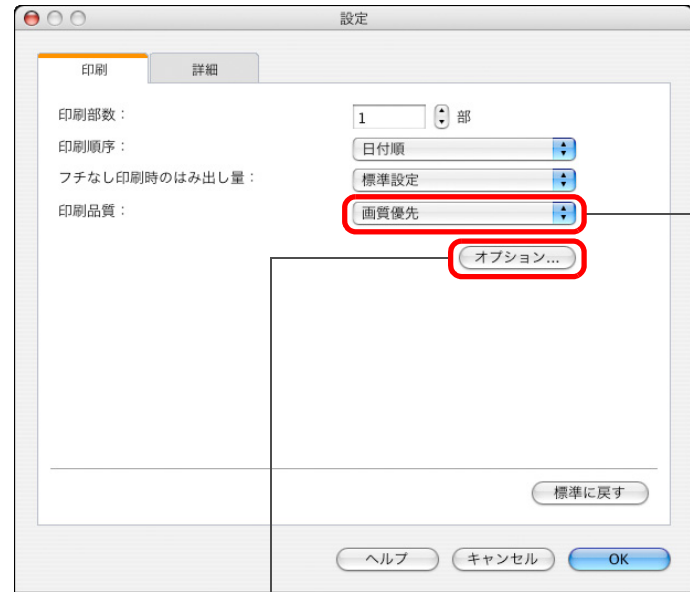 設定
印刷 詳細
印刷部数： 1 部
印刷順序： 日付順
フチなし印刷時のはみ出し量： 標準設定
印刷品質： 画質優先
オプション...
標準に戻す
ヘルプ キャンセル OK